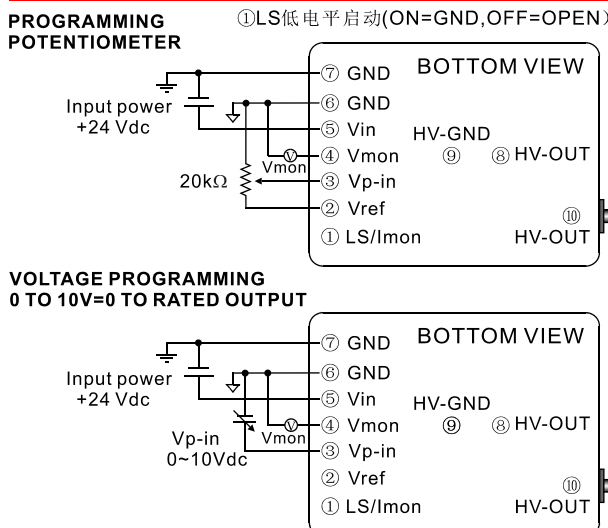 PROGRAMMING
POTENTIOMETER
①LS低电平启动(ON=GND,OFF=OPEN)
BOTTOM VIEW
⑦ GND
⑥ GND
Input power
+24 Vdc
⑤ Vin
HV-GND
④ Vmon
⑨
⑧ HV-OUT
V
Vmon
20kΩ
③ Vp-in
② Vref
⑩
① LS/Imon
HV-OUT
VOLTAGE PROGRAMMING
0 TO 10V=0 TO RATED OUTPUT
BOTTOM VIEW
⑦ GND
⑥ GND
Input power
+24 Vdc
⑤ Vin
HV-GND
④ Vmon
⑨
⑧ HV-OUT
V
Vmon
Vp-in
0~10Vdc
③ Vp-in
② Vref
⑩
① LS/Imon
HV-OUT